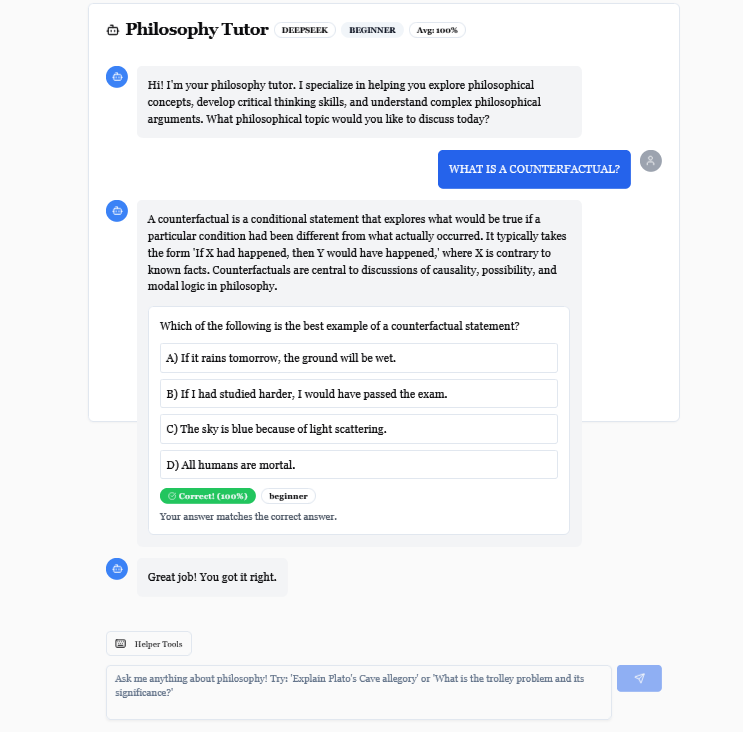 Philosophy Tutor DEEPSEEK BEGINNER Avg: 100%
Hi! I'm your philosophy tutor. I specialize in helping you explore philosophical
concepts, develop critical thinking skills, and understand complex philosophical
arguments. What philosophical topic would you like to discuss today?
WHAT IS A COUNTERFACTUAL?
A counterfactual is a conditional statement that explores what would be true if a
particular condition had been different from what actually occurred. It typically takes
the form 'If X had happened, then Y would have happened,' where X is contrary to
known facts. Counterfactuals are central to discussions of causality, possibility, and
modal logic in philosophy.
Which of the following is the best example of a counterfactual statement?
A) If it rains tomorrow, the ground will be wet.
B) If I had studied harder, I would have passed the exam.
C) The sky is blue because of light scattering.
D) All humans are mortal.
Correct! (100%) beginner
Your answer matches the correct answer.
Great job! You got it right.
Helper Tools
Ask me anything about philosophy! Try: 'Explain Plato's Cave allegory' or 'What is the trolley problem and its
significance?'